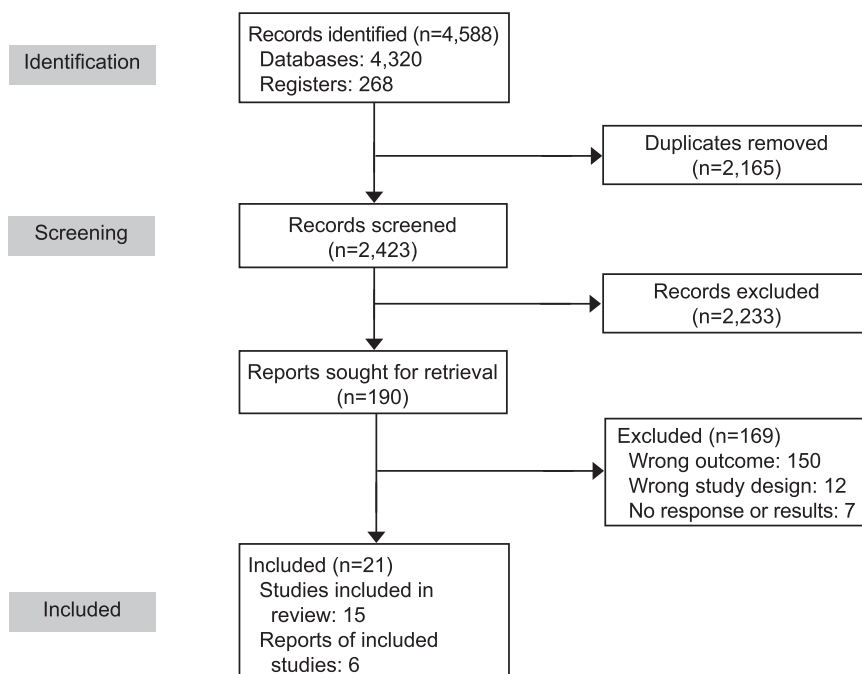 Identification
Records identified (n=4,588)
Databases: 4,320
Registers: 268
Duplicates removed
(n=2,165)
Screening
Records screened
(n=2,423)
Records excluded
(n=2,233)
Reports sought for retrieval
(n=190)
Excluded (n=169)
Wrong outcome: 150
Wrong study design: 12
No response or results: 7
Included
Included (n=21)
Studies included in
review: 15
Reports of included
studies: 6